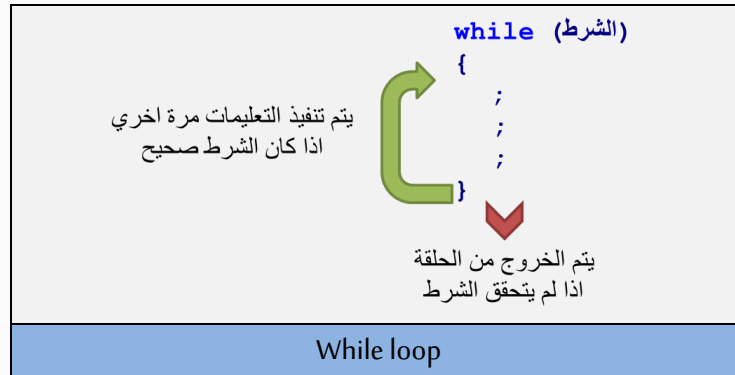 while (الشرط)
{
;
;
;
}
يتم تنفيذ التعليمات مرة اخري
اذا كان الشرط صحيح
يتم الخروج من الحلقة
اذا لم يتحقق الشرط
While loop